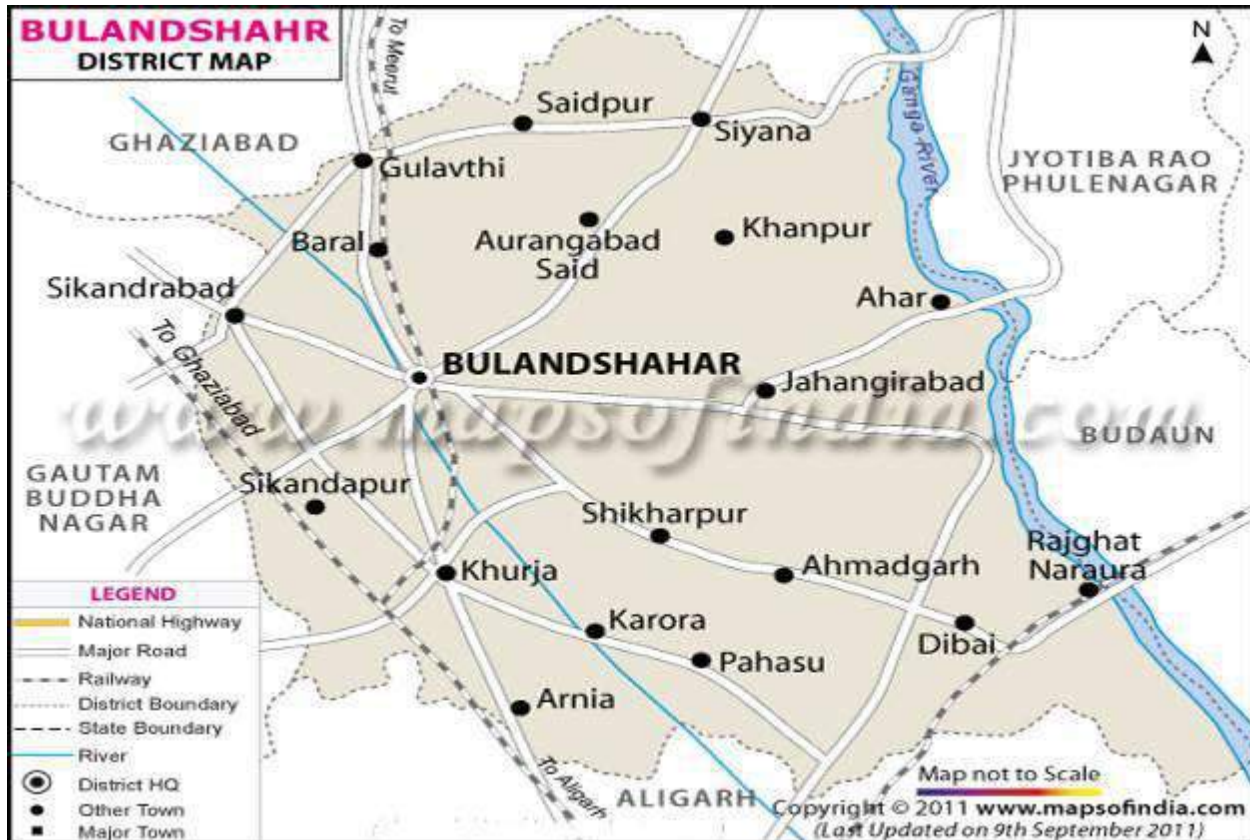 BULANDSHAHR
DISTRICT MAP
To Meerut
N
GHAZIABAD
Saidpur
Siyana
Ganga River
JYOTIBA RAO
PHULENAGAR
Gulavthi
Baral
Aurangabad
Said
Khanpur
Sikandrabad
Ahar
To Ghaziabad
BULANDSHAHAR
Jahangirabad
www.mapsofindia.com
BUDAUN
GAUTAM
BUDDHA
NAGAR
Sikandapur
Shikharpur
Rajghat
Naraura
Khurja
Ahmadgarh
Karora
Dibai
Pahasu
Arnia
To Aligarh
ALIGARH
LEGEND
National Highway
Major Road
Railway
District Boundary
State Boundary
River
District HQ
Other Town
Major Town
Map not to Scale
Copyright © 2011 www.mapsofindia.com
(Last Updated on 9th September 2011)